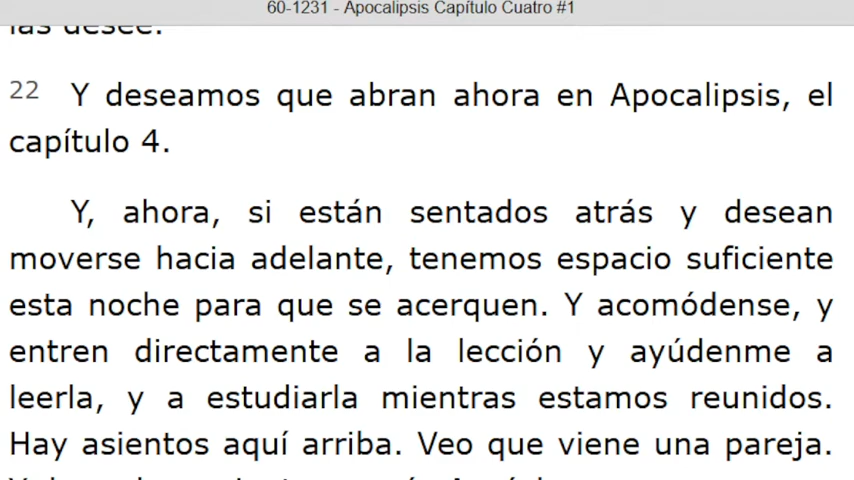 60-1231 - Apocalipsis Capítulo Cuatro #1
las desee.
22 Y deseamos que abran ahora en Apocalipsis, el
capítulo 4.
Y, ahora, si están sentados atrás y desean
moverse hacia adelante, tenemos espacio suficiente
esta noche para que se acerquen. Y acomódense, y
entren directamente a la lección y ayúdenme a
leerla, y a estudiarla mientras estamos reunidos.
Hay asientos aquí arriba. Veo que viene una pareja.